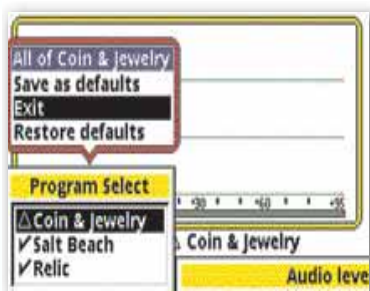 All of Coin & Jewelry
Save as defaults
Exit
Restore defaults
Program Select
△Coin & Jewelry
✓Salt Beach
✓Relic
Coin & Jewelry
Audio leve